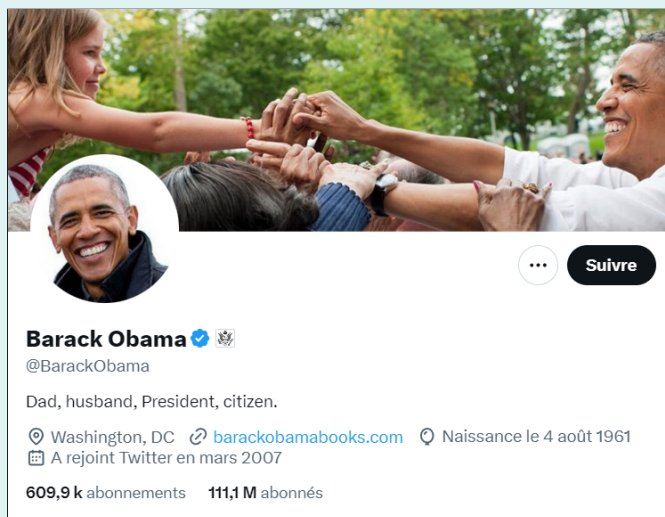 Suivre
Barack Obama
@BarackObama
Dad, husband, President, citizen.
Washington, DC barackobamabooks.com Naissance le 4 août 1961
A rejoint Twitter en mars 2007
609,9 k abonnements 111,1 M abonnés